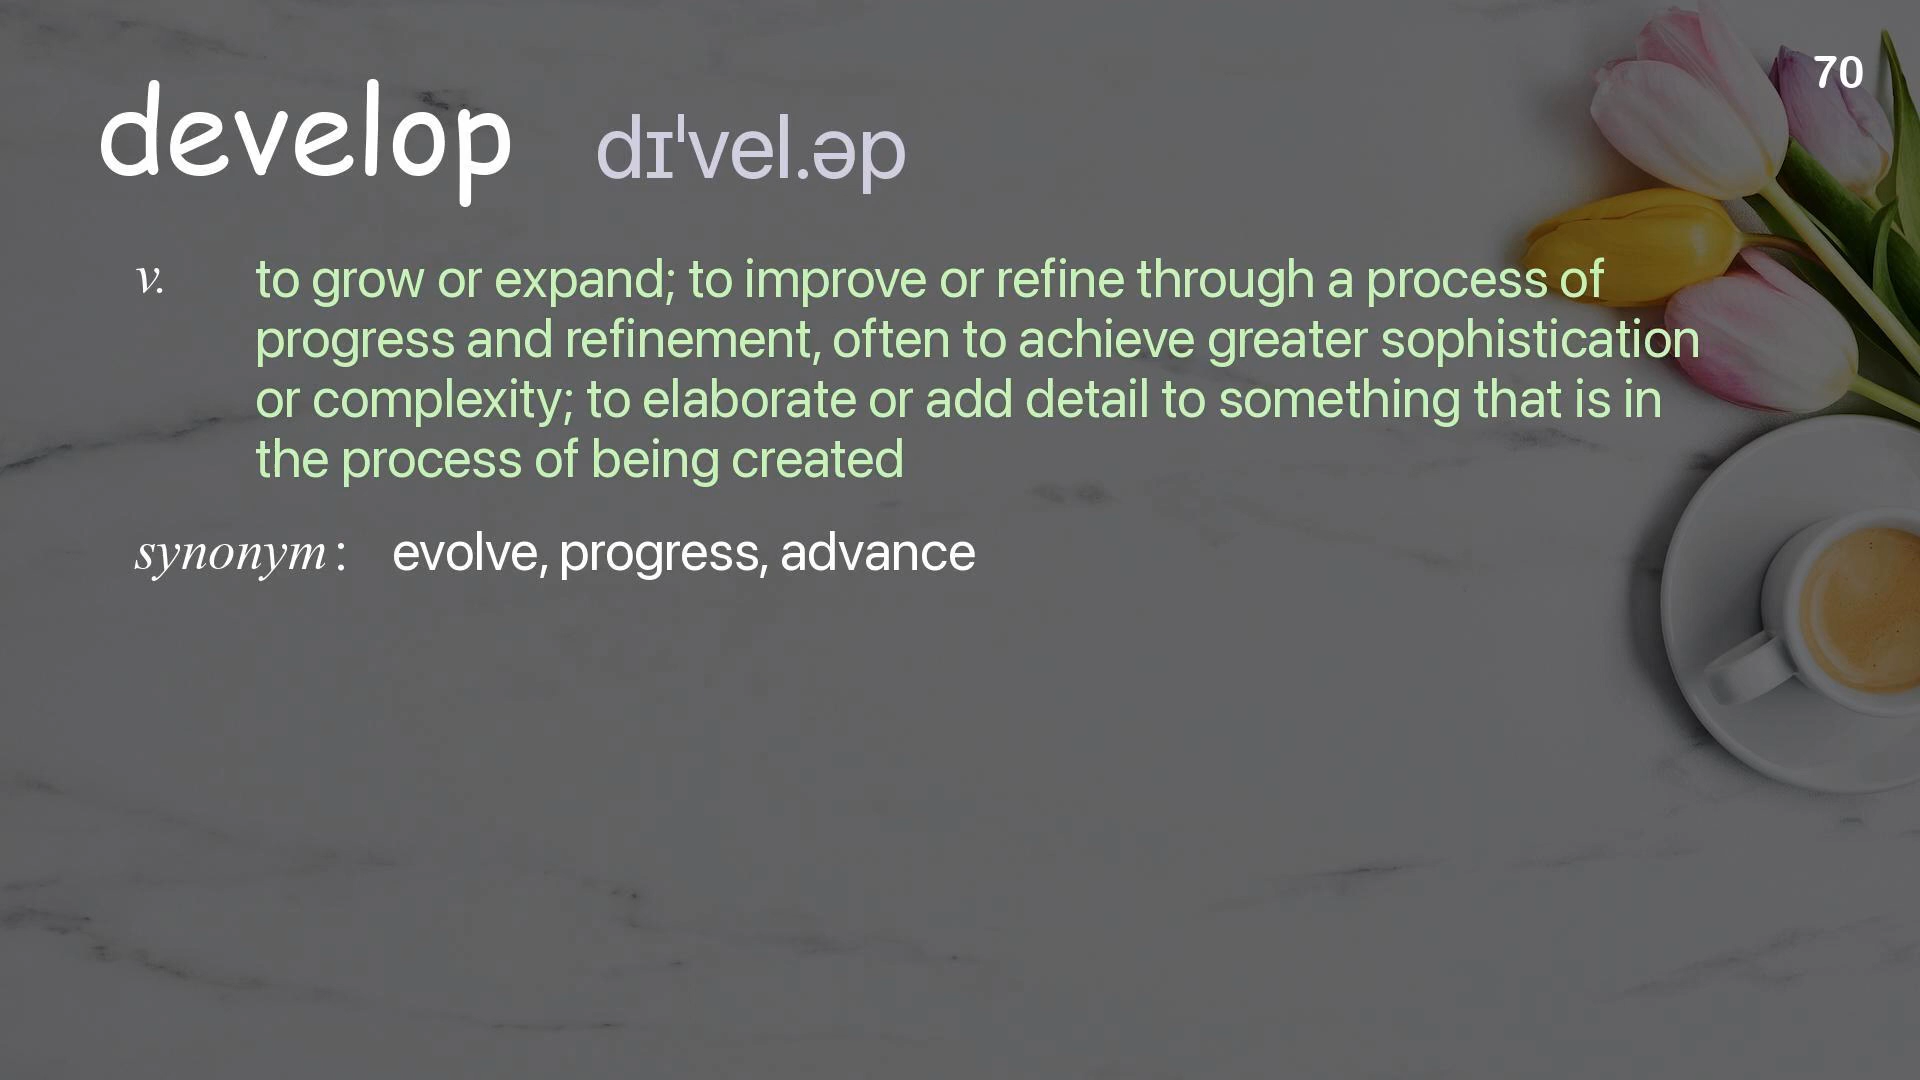 70
develop dɪˈvel.əp
v. to grow or expand; to improve or refine through a process of
progress and refinement, often to achieve greater sophistication
or complexity; to elaborate or add detail to something that is in
the process of being created
synonym : evolve, progress, advance